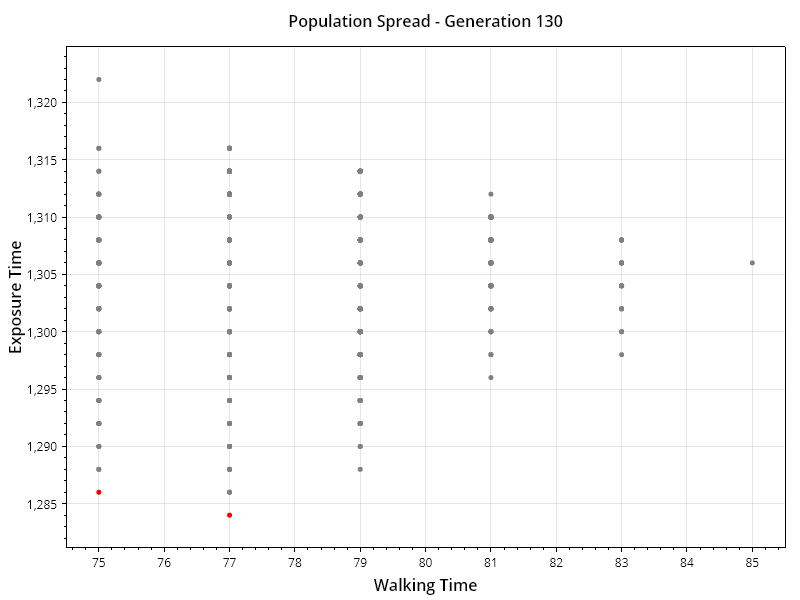 Population Spread - Generation 130
1,320
1,315
1,310
1,305
1,300
1,295
1,290
1,285
Exposure Time
75 76 77 78 79 80 81 82 83 84 85
Walking Time